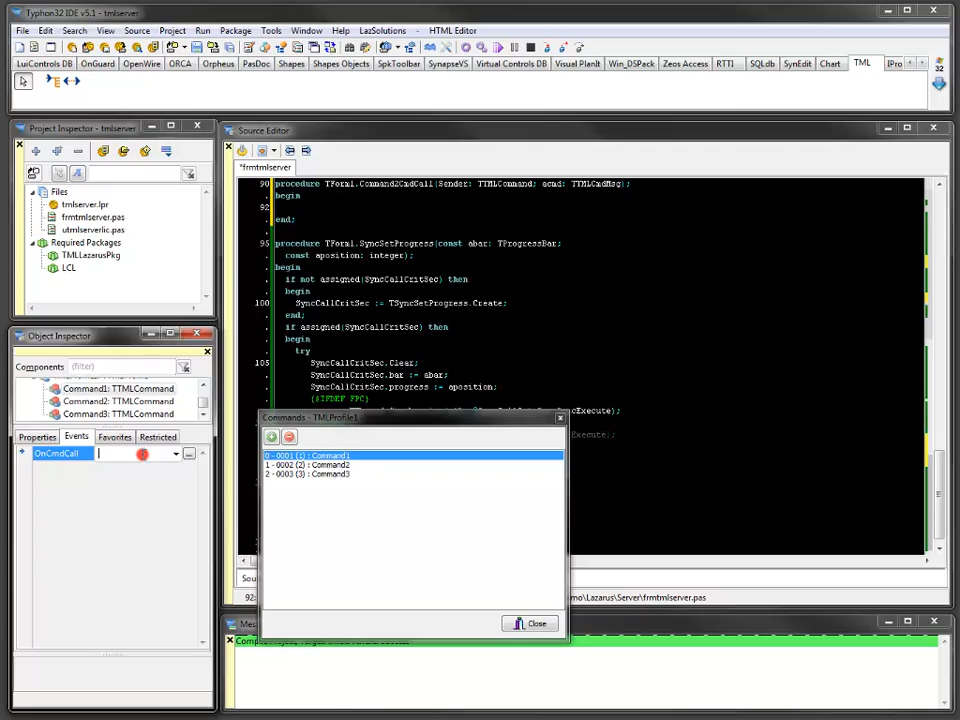 Typhon32 IDE v5.1 - tmlserver
File Edit Search View Source Project Run Package Tools Window Help LazSolutions - HTML Editor
LuiControls DB OnGuard OpenWire ORCA Orpheus PasDoc Shapes Shapes Objects SpkToolbar SynapseVS Virtual Controls DB Visual PlanIt Win_DSPack Zeos Access RTTI SQLdb SynEdit Chart TML IPro
32
Project Inspector - tmlserver
Files
tmlserver.lpr
frmtmlserver.pas
utmlserverlic.pas
Required Packages
TMLLazarusPkg
LCL
Source Editor
*frmtmlserver
90 procedure TForm1.Command2CmdCall(Sender: TTMLCommand; acmd: TTMLCmdMsg);
begin
92
end;
95 procedure TForm1.SyncSetProgress(const abar: TProgressBar;
const aposition: integer);
begin
if not assigned(SyncCallCritSec) then
begin
100 SyncCallCritSec := TSyncSetProgress.Create;
end;
if assigned(SyncCallCritSec) then
begin
try
105 SyncCallCritSec.Clear;
SyncCallCritSec.bar := abar;
SyncCallCritSec.progress := aposition;
{$IFDEF FPC}
Object Inspector
Components (filter)
Command1: TTMLCommand
Command2: TTMLCommand
Command3: TTMLCommand
Properties Events Favorites Restricted
OnCmdCall
Commands - TMLProfile1
0 - 0001 (1) : Command1
1 - 0002 (2) : Command2
2 - 0003 (3) : Command3
Close
92:
mo\Lazarus\Server\frmtmlserver.pas